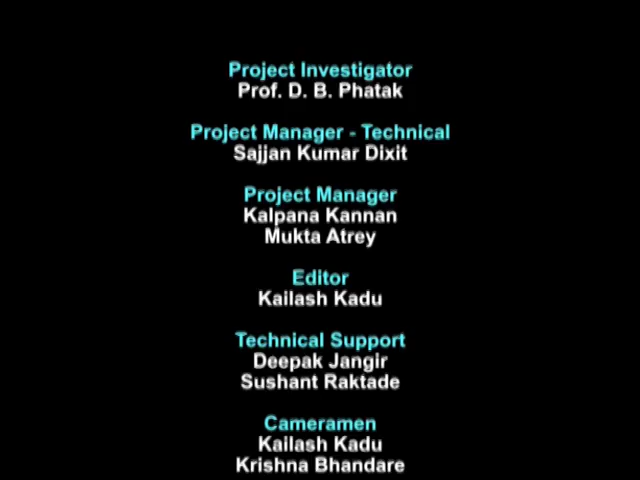 Project Investigator
Prof. D. B. Phatak
Project Manager - Technical
Sajjan Kumar Dixit
Project Manager
Kalpana Kannan
Mukta Atrey
Editor
Kailash Kadu
Technical Support
Deepak Jangir
Sushant Raktade
Cameramen
Kailash Kadu
Krishna Bhandare